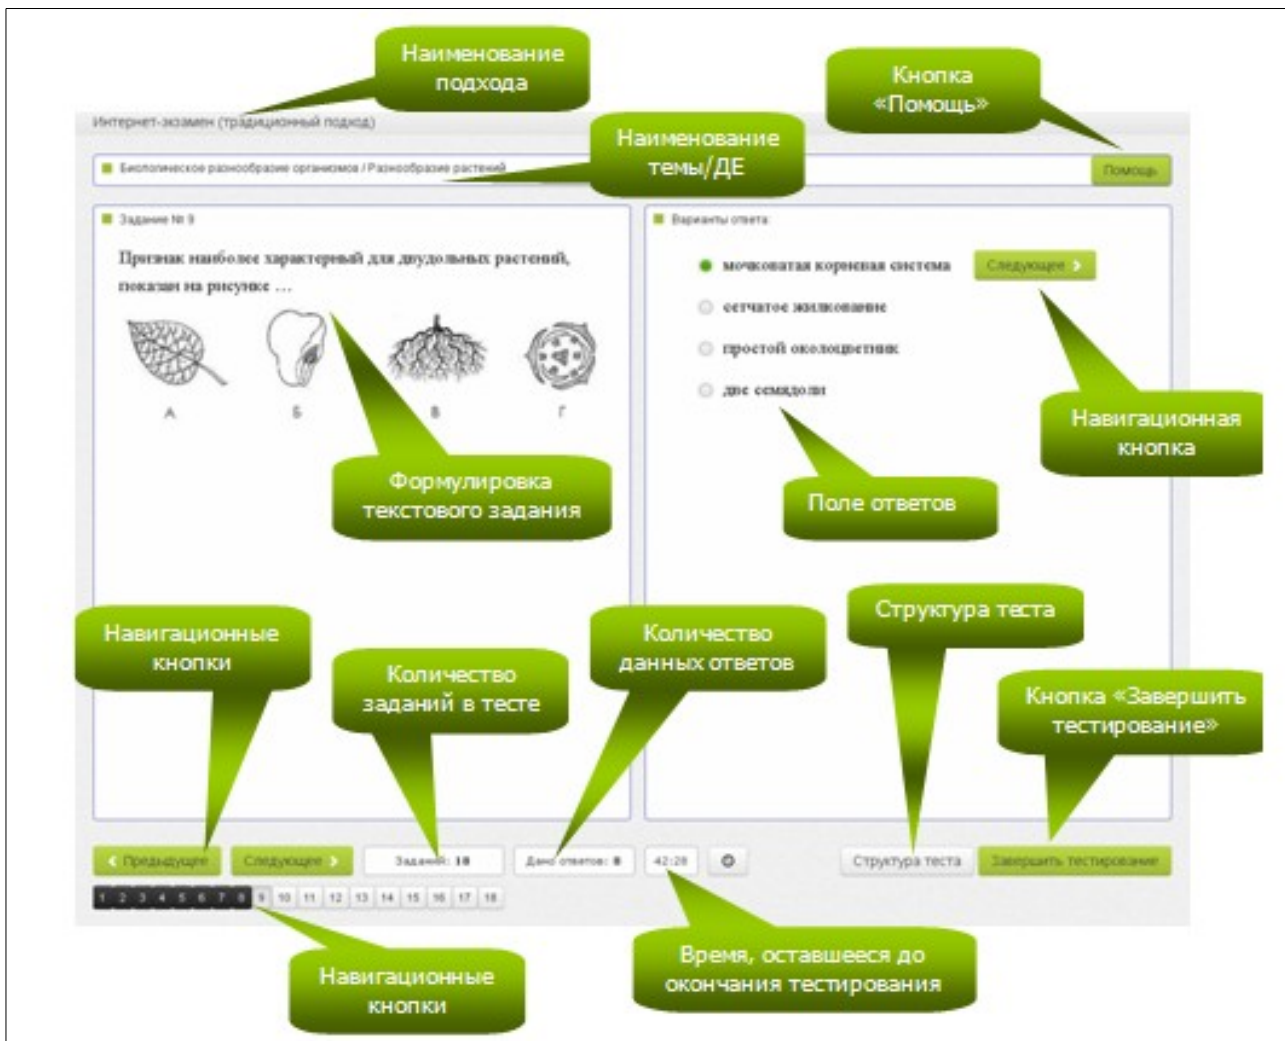 Наименование
подхода
Кнопка
«Помощь»
Интернет-экзамен (традиционный подход)
Наименование
темы/ДЕ
Биологическое разнообразие организмов / Разнообразие растений
Помощь
Задание № 9
Признак наиболее характерный для двудольных растений,
показан на рисунке ...
А Б В Г
Варианты ответа
мочковатая корневая система
Следующее
сетчатое жилкование
простой околоцветник
две семядоли
Навигационная
кнопка
Формулировка
текстового задания
Поле ответов
Навигационные
кнопки
Количество
заданий в тесте
Количество
данных ответов
Структура теста
Кнопка «Завершить
тестирование»
Предыдущее
Следующее
Заданий: 18
Дано ответов: 8
42:28
Структура теста
Завершить тестирование
1 2 3 4 5 6 7 8 9 10 11 12 13 14 15 16 17 18
Навигационные
кнопки
Время, оставшееся до
окончания тестирования